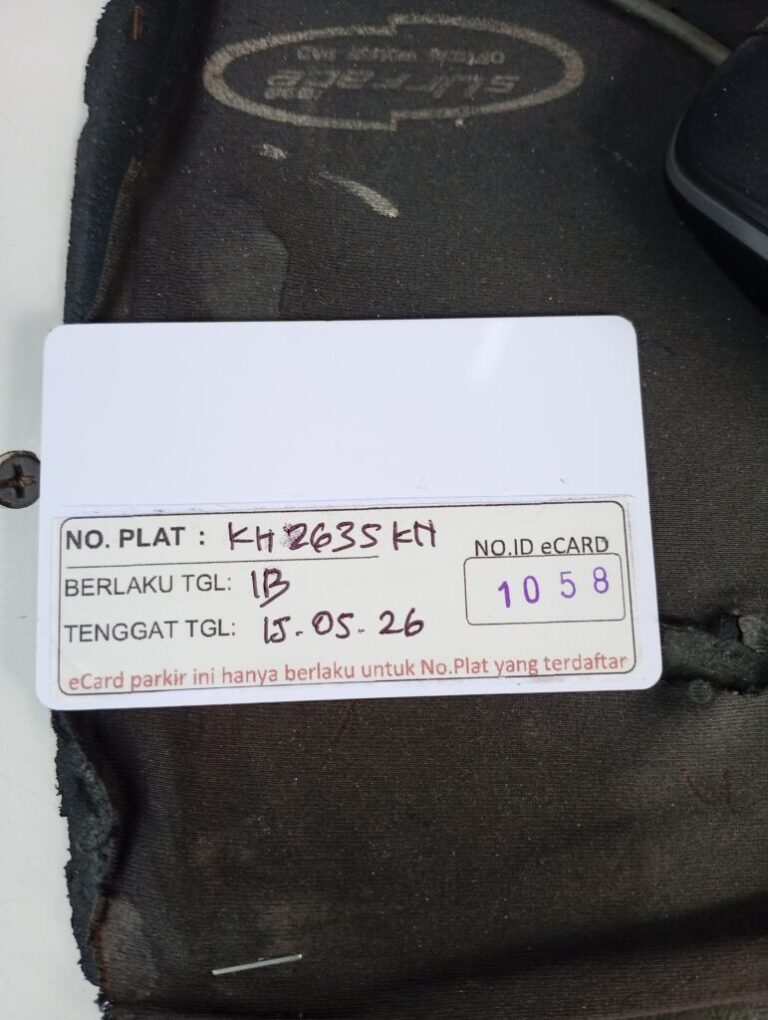 NO. PLAT : KH 2635 KH
BERLAKU TGL: 1B
TENGGAT TGL: 15.05.26
NO.ID eCARD
1058
eCard parkir ini hanya berlaku untuk No.Plat yang terdaftar